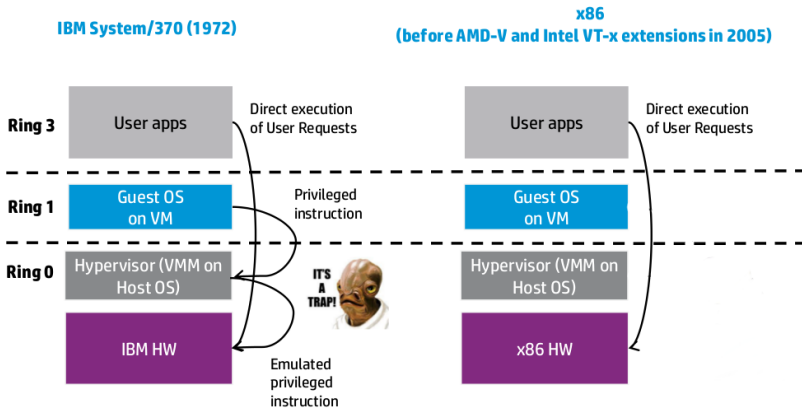 IBM System/370 (1972)
x86
(before AMD-V and Intel VT-x extensions in 2005)
Ring 3
User apps
Direct execution
of User Requests
User apps
Direct execution
of User Requests
Ring 1
Guest OS
on VM
Privileged
instruction
Guest OS
on VM
Ring 0
Hypervisor (VMM on
Host OS)
IT'S
A
TRAP!
Hypervisor (VMM on
Host OS)
IBM HW
x86 HW
Emulated
privileged
instruction